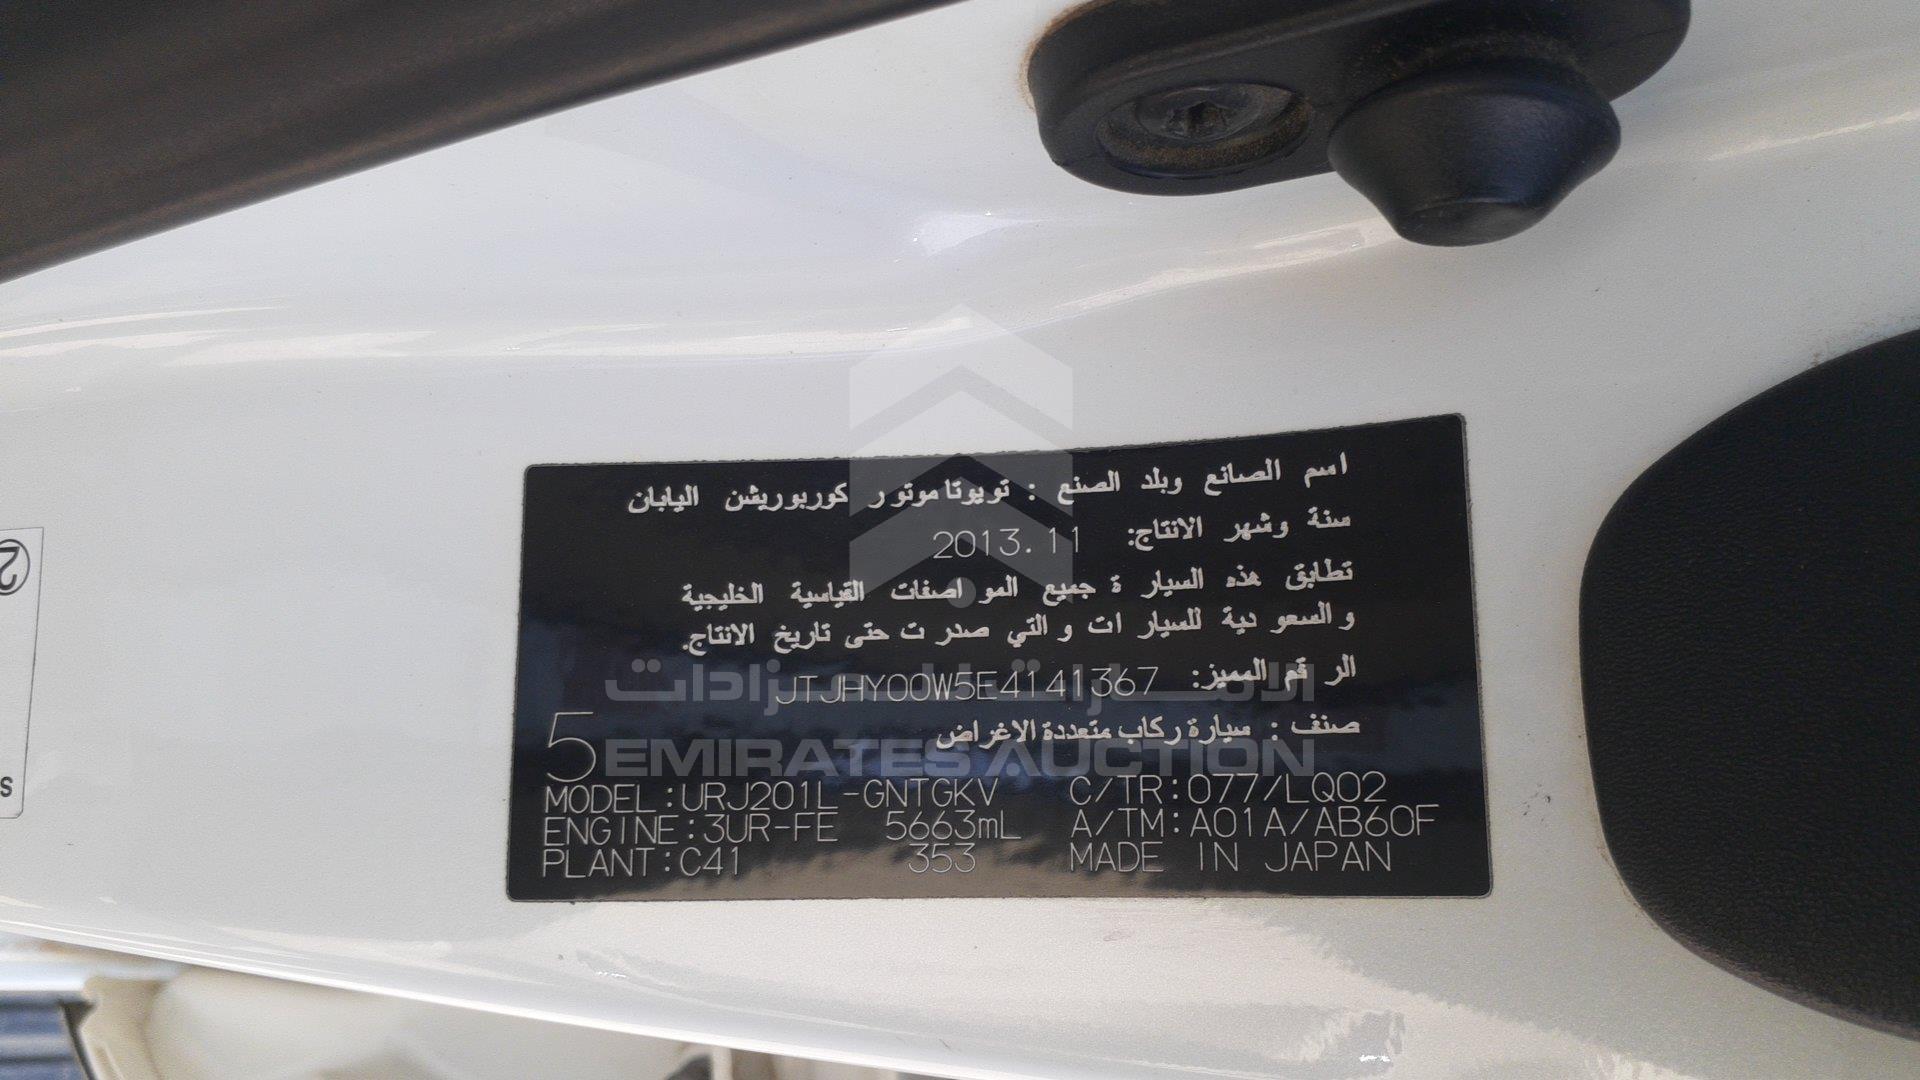 اسم الصانع وبلد الصنع : تويوتا موتور كوربوريشن اليابان
سنة وشهر الانتاج: 2013.11
تطابق هذه السيارة جميع المواصفات القياسية الخليجية
والسعودية للسيارات والتي صدرت حتى تاريخ الانتاج.
الرقم المميز: JTJHY00W5E4141367
صنف : سيارة ركاب متعددة الاغراض
الامارات للمزادات
EMIRATES AUCTION
5
MODEL:URJ201L-GNTGKV C/TR:077/LQ02
ENGINE:3UR-FE 5663mL A/TM:A01A/AB60F
PLANT:C41 353 MADE IN JAPAN
2
S